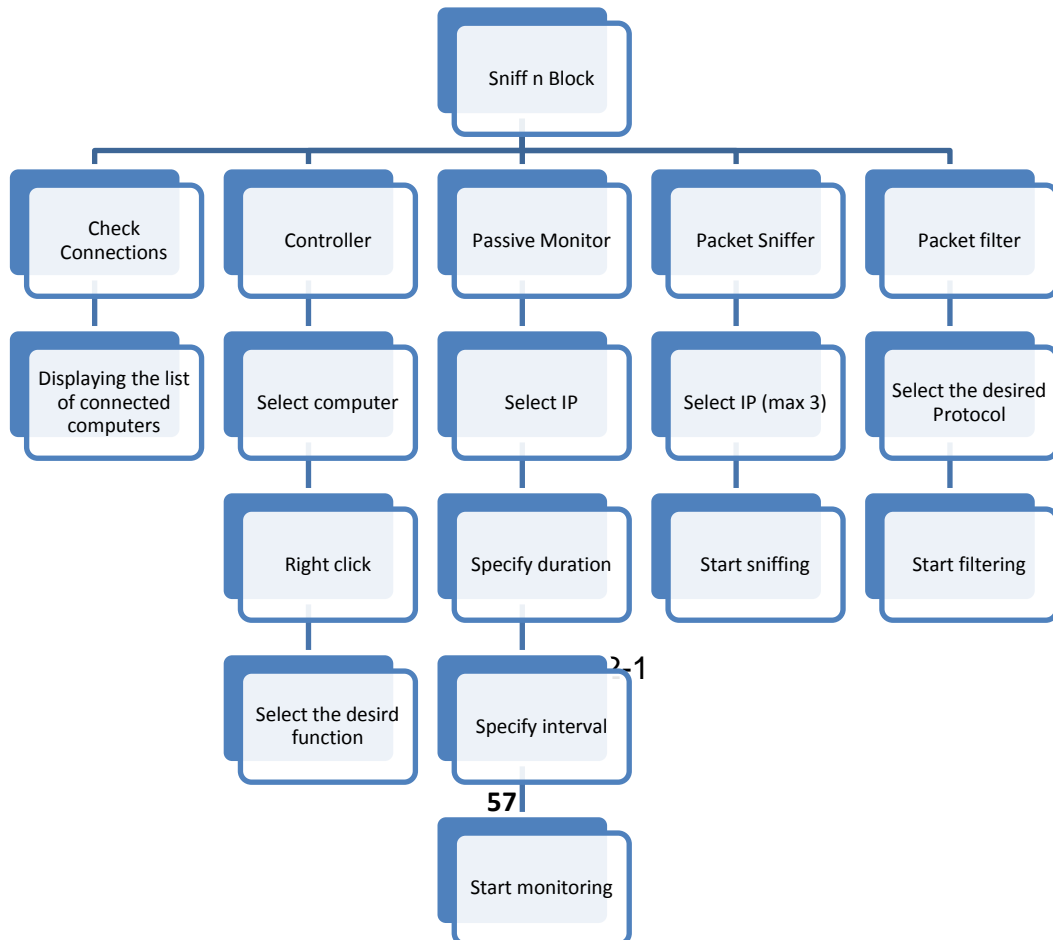 Sniff n Block
Check
Connections
Controller
Passive Monitor
Packet Sniffer
Packet filter
Displaying the list
of connected
computers
Select computer
Select IP
Select IP (max 3)
Select the desired
Protocol
Right click
Specify duration
Start sniffing
Start filtering
2-1
Select the desird
function
Specify interval
57
Start monitoring